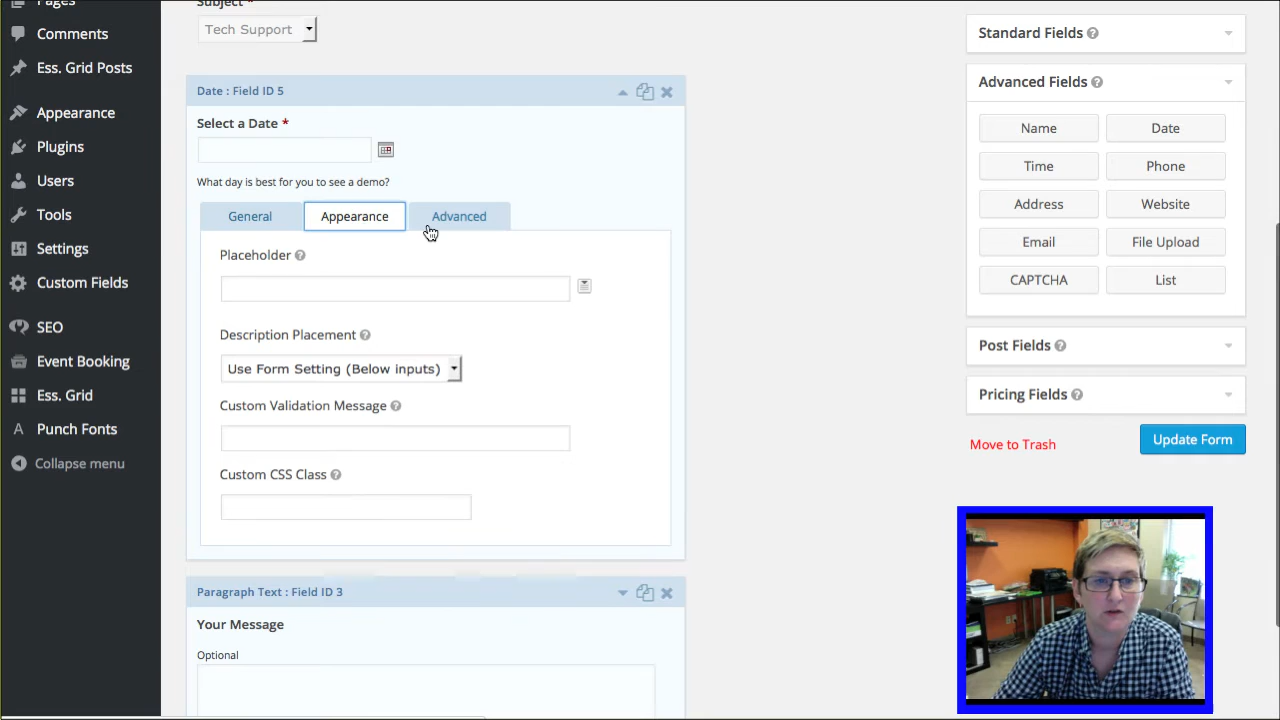 Pages
Comments
Ess. Grid Posts
Appearance
Plugins
Users
Tools
Settings
Custom Fields
SEO
Event Booking
Ess. Grid
Punch Fonts
Collapse menu
Subject *
Tech Support
Date : Field ID 5
Select a Date *
What day is best for you to see a demo?
General
Appearance
Advanced
Placeholder
Description Placement
Use Form Setting (Below inputs)
Custom Validation Message
Custom CSS Class
Paragraph Text : Field ID 3
Your Message
Optional
Standard Fields
Advanced Fields
Name
Date
Time
Phone
Address
Website
Email
File Upload
CAPTCHA
List
Post Fields
Pricing Fields
Move to Trash
Update Form